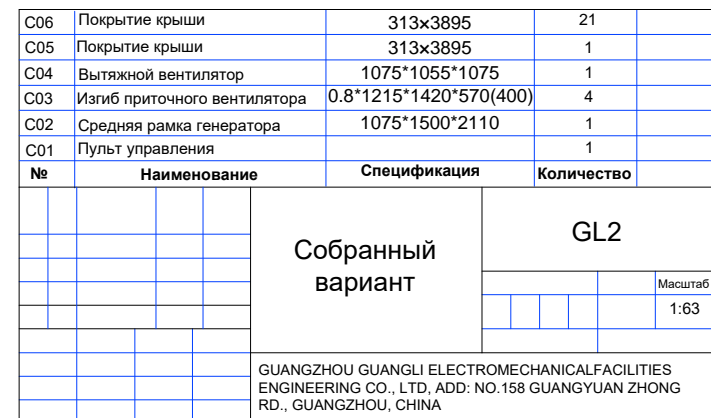 C06 Покрытие крыши 313×3895 21
C05 Покрытие крыши 313×3895 1
C04 Вытяжной вентилятор 1075*1055*1075 1
C03 Изгиб приточного вентилятора 0.8*1215*1420*570(400) 4
C02 Средняя рамка генератора 1075*1500*2110 1
C01 Пульт управления 1
№ Наименование Спецификация Количество
Собранный
вариант
GL2
Масштаб
1:63
GUANGZHOU GUANGLI ELECTROMECHANICALFACILITIES
ENGINEERING CO., LTD, ADD: NO.158 GUANGYUAN ZHONG
RD., GUANGZHOU, CHINA